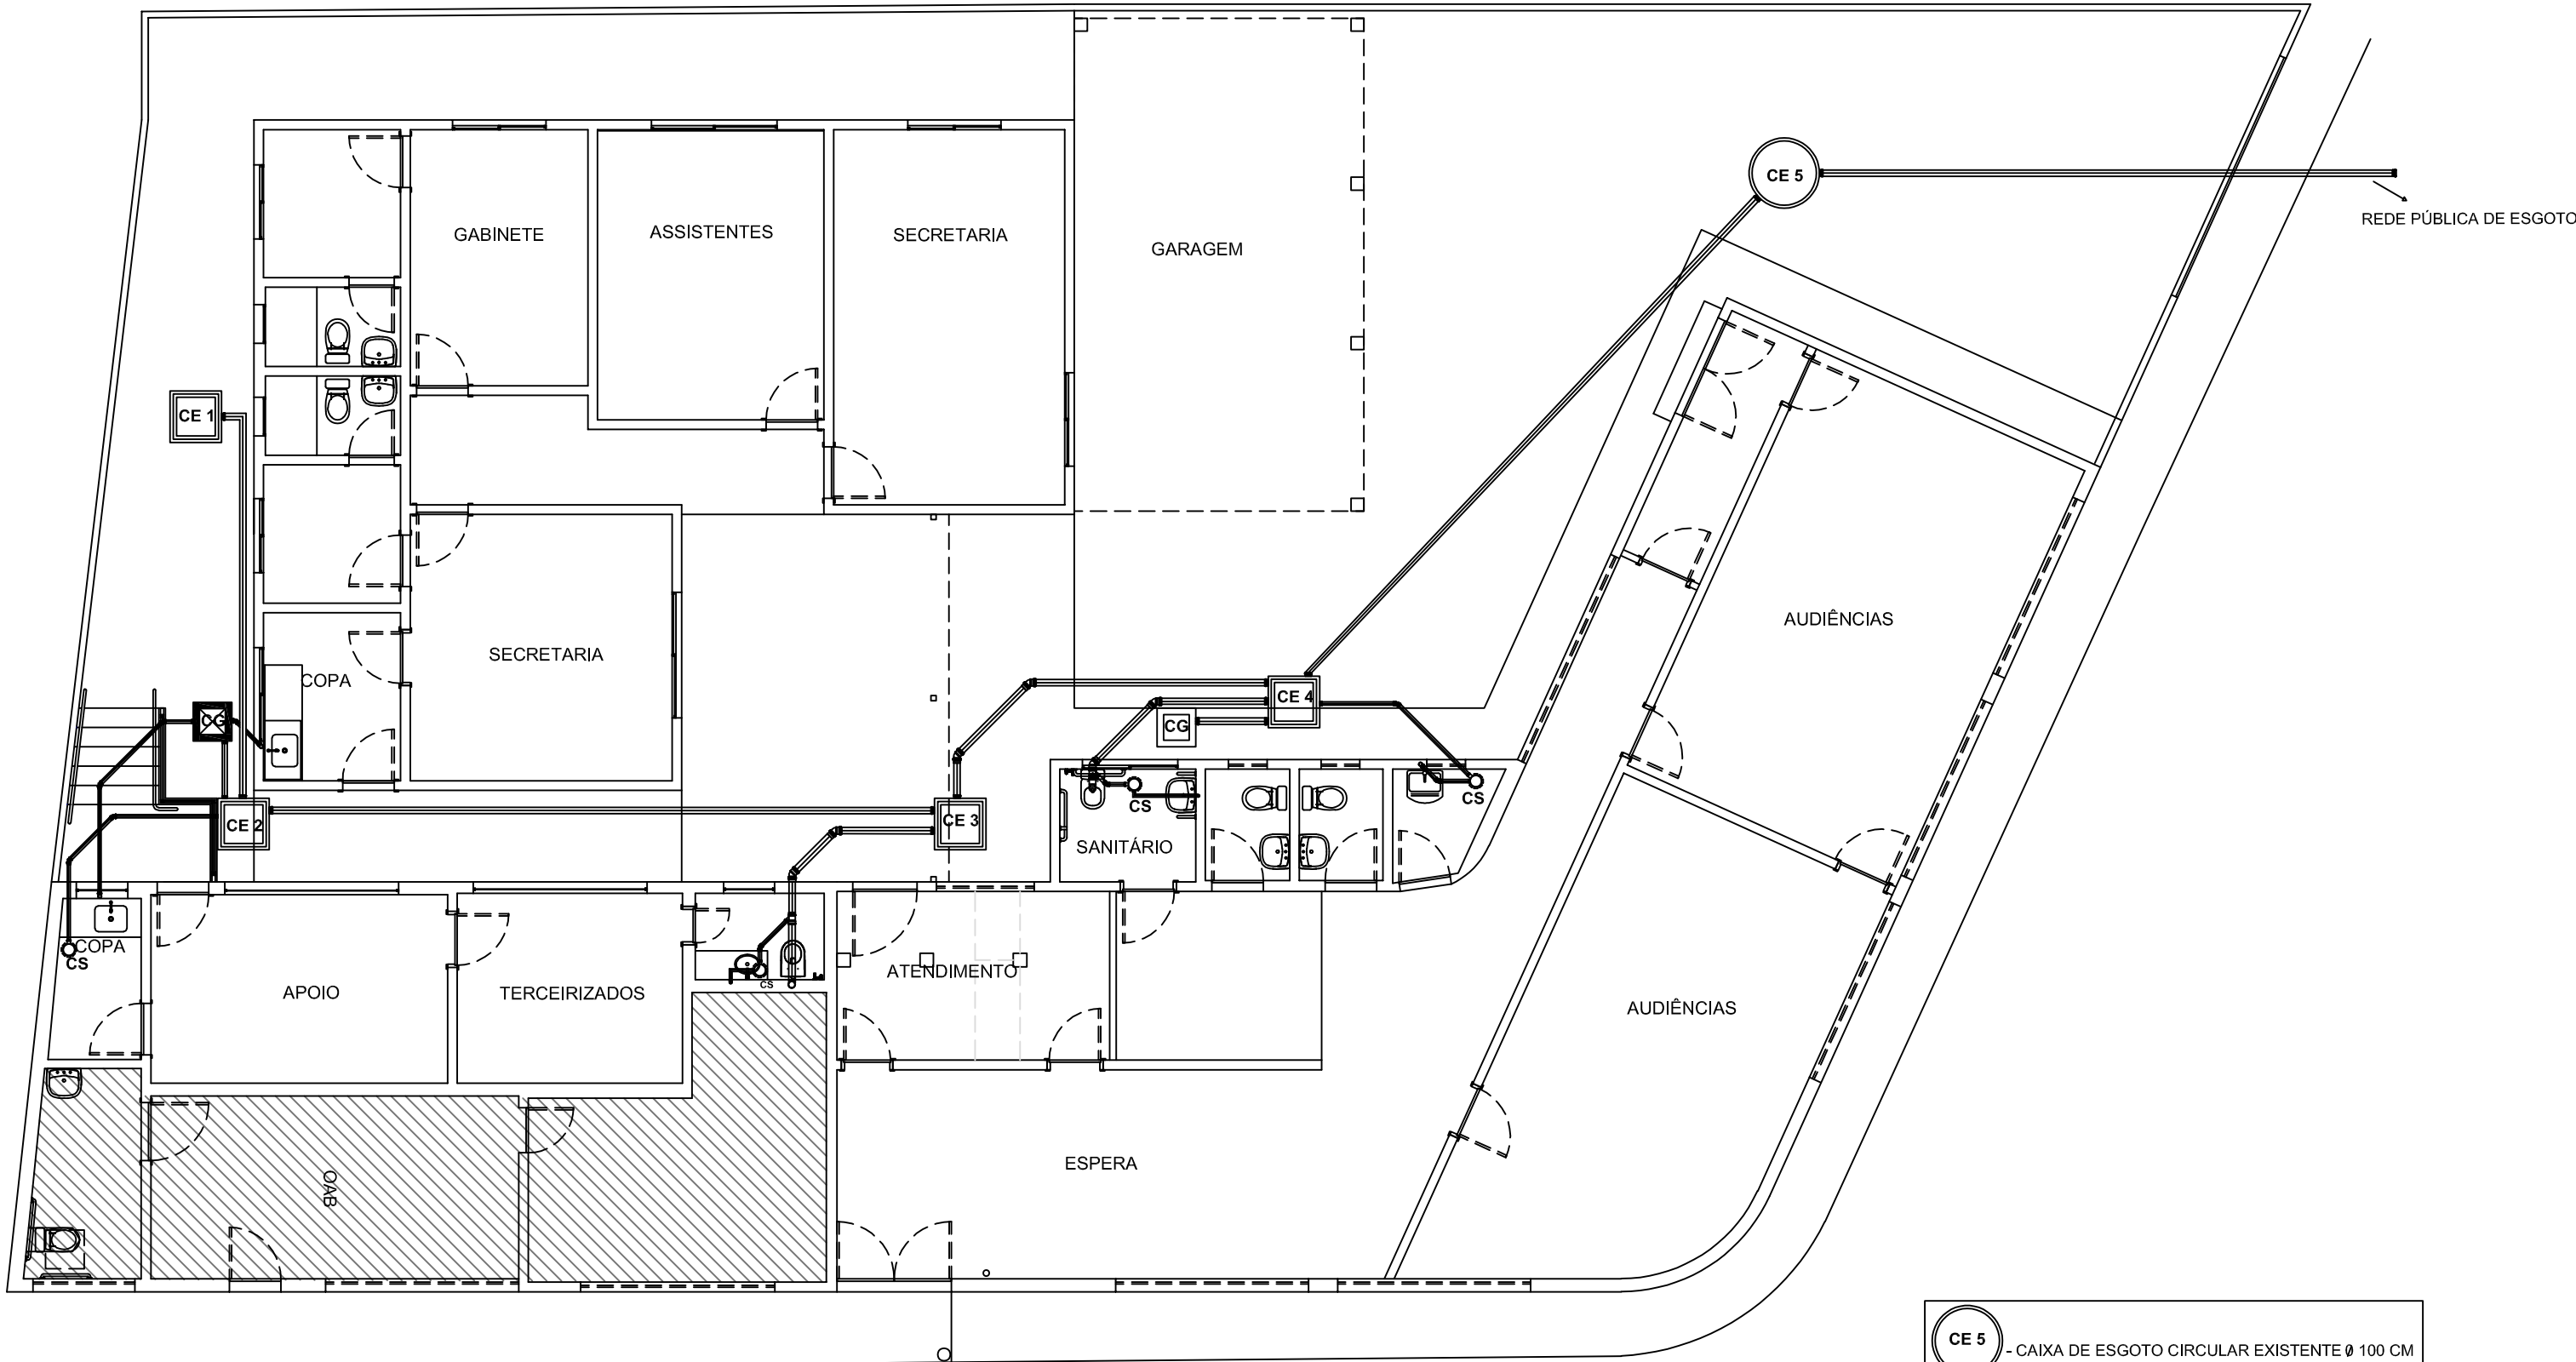 CE 5
REDE PÚBLICA DE ESGOTO
GABINETE
ASSISTENTES
SECRETARIA
GARAGEM
CE 1
AUDIÊNCIAS
SECRETARIA
COPA
CE 4
CG
CG
CS
CS
CE 2
CE 3
SANITÁRIO
COPA
CS
ATENDIMENTO
CS
APOIO
TERCEIRIZADOS
AUDIÊNCIAS
ESPERA
OAB
CE 5
- CAIXA DE ESGOTO CIRCULAR EXISTENTE Ø 100 CM